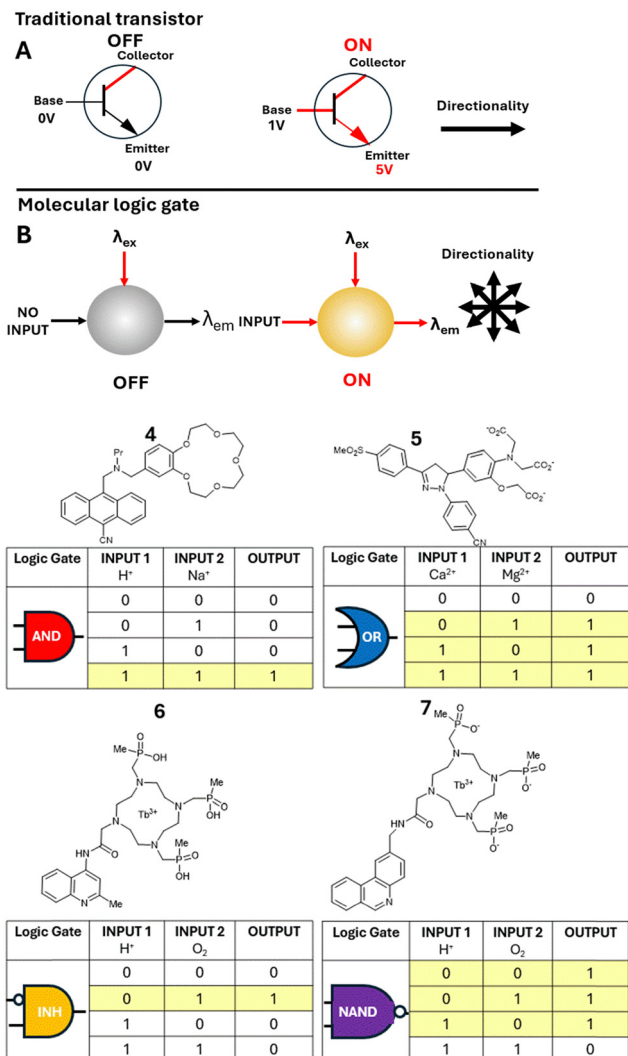 Traditional transistor
A
OFF
Collector
Base
0V
Emitter
0V
ON
Collector
Base
1V
Emitter
5V
Directionality
Molecular logic gate
B
λex
NO INPUT
λem
OFF
λex
INPUT
λem
ON
Directionality
4
Pr
N
O
O
O
O
O
CN
Logic Gate INPUT 1 INPUT 2 OUTPUT
H+ Na+
AND
0 0 0
0 1 0
1 0 0
1 1 1
5
MeO2S
N
N
CN
-O2C
N
CO2-
O
CO2-
Logic Gate INPUT 1 INPUT 2 OUTPUT
Ca2+ Mg2+
OR
0 0 0
0 1 1
1 0 1
1 1 1
6
O
Me P OH
N
Me
N P O
OH
Tb3+
N
N
Me
P O
OH
O
NH
N Me
Logic Gate INPUT 1 INPUT 2 OUTPUT
H+ O2
INH
0 0 0
0 1 1
1 0 0
1 1 0
7
O
Me P O-
N
Me
N P O
O-
Tb3+
N
N
Me
P O
O-
HN
O
N
Logic Gate INPUT 1 INPUT 2 OUTPUT
H+ O2
NAND
0 0 1
0 1 1
1 0 1
1 1 0